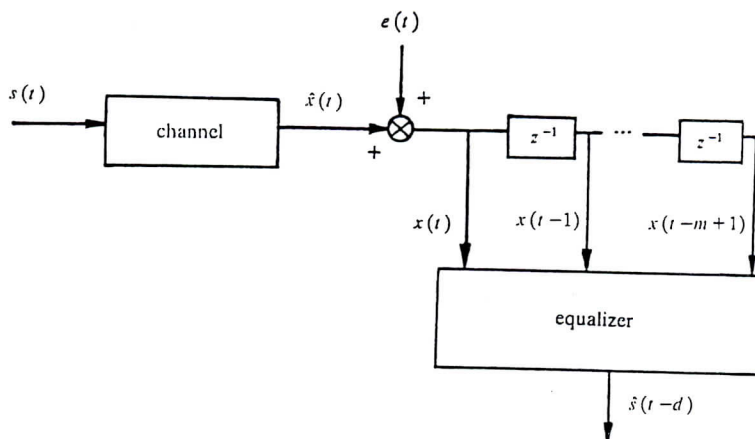 e(t)
s(t)
x̂(t)
+
channel
+
z⁻¹
...
z⁻¹
x(t)
x(t−1)
x(t−m+1)
equalizer
ŝ(t−d)